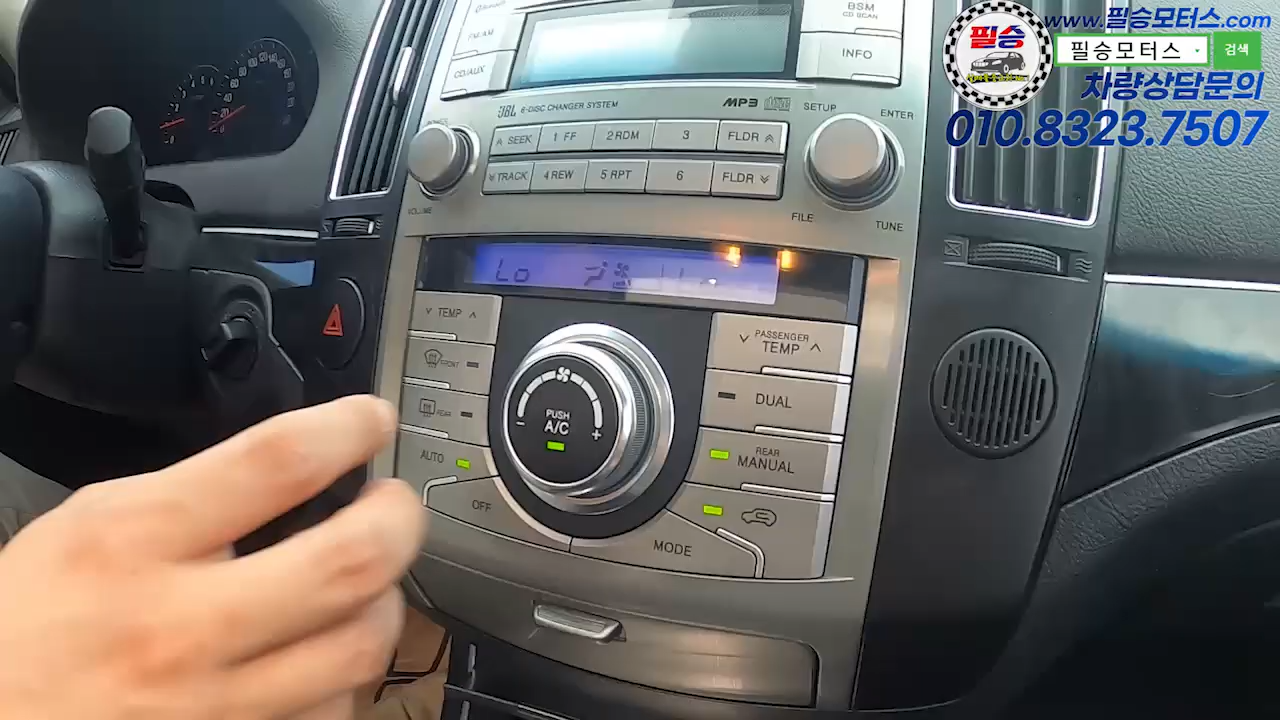 www.필승모터스.com
필승
필승모터스
검색
차량상담문의
010.8323.7507
BSM
CD SCAN
FM/AM
INFO
CD/AUX
JBL 6-DISC CHANGER SYSTEM
MP3
SETUP
ENTER
SEEK
1 FF
2 RDM
3
FLDR
TRACK
4 REW
5 RPT
6
FLDR
VOLUME
FILE
TUNE
Lo
TEMP
PASSENGER
TEMP
FRONT
DUAL
REAR
PUSH
A/C
- +
REAR
MANUAL
AUTO
OFF
MODE